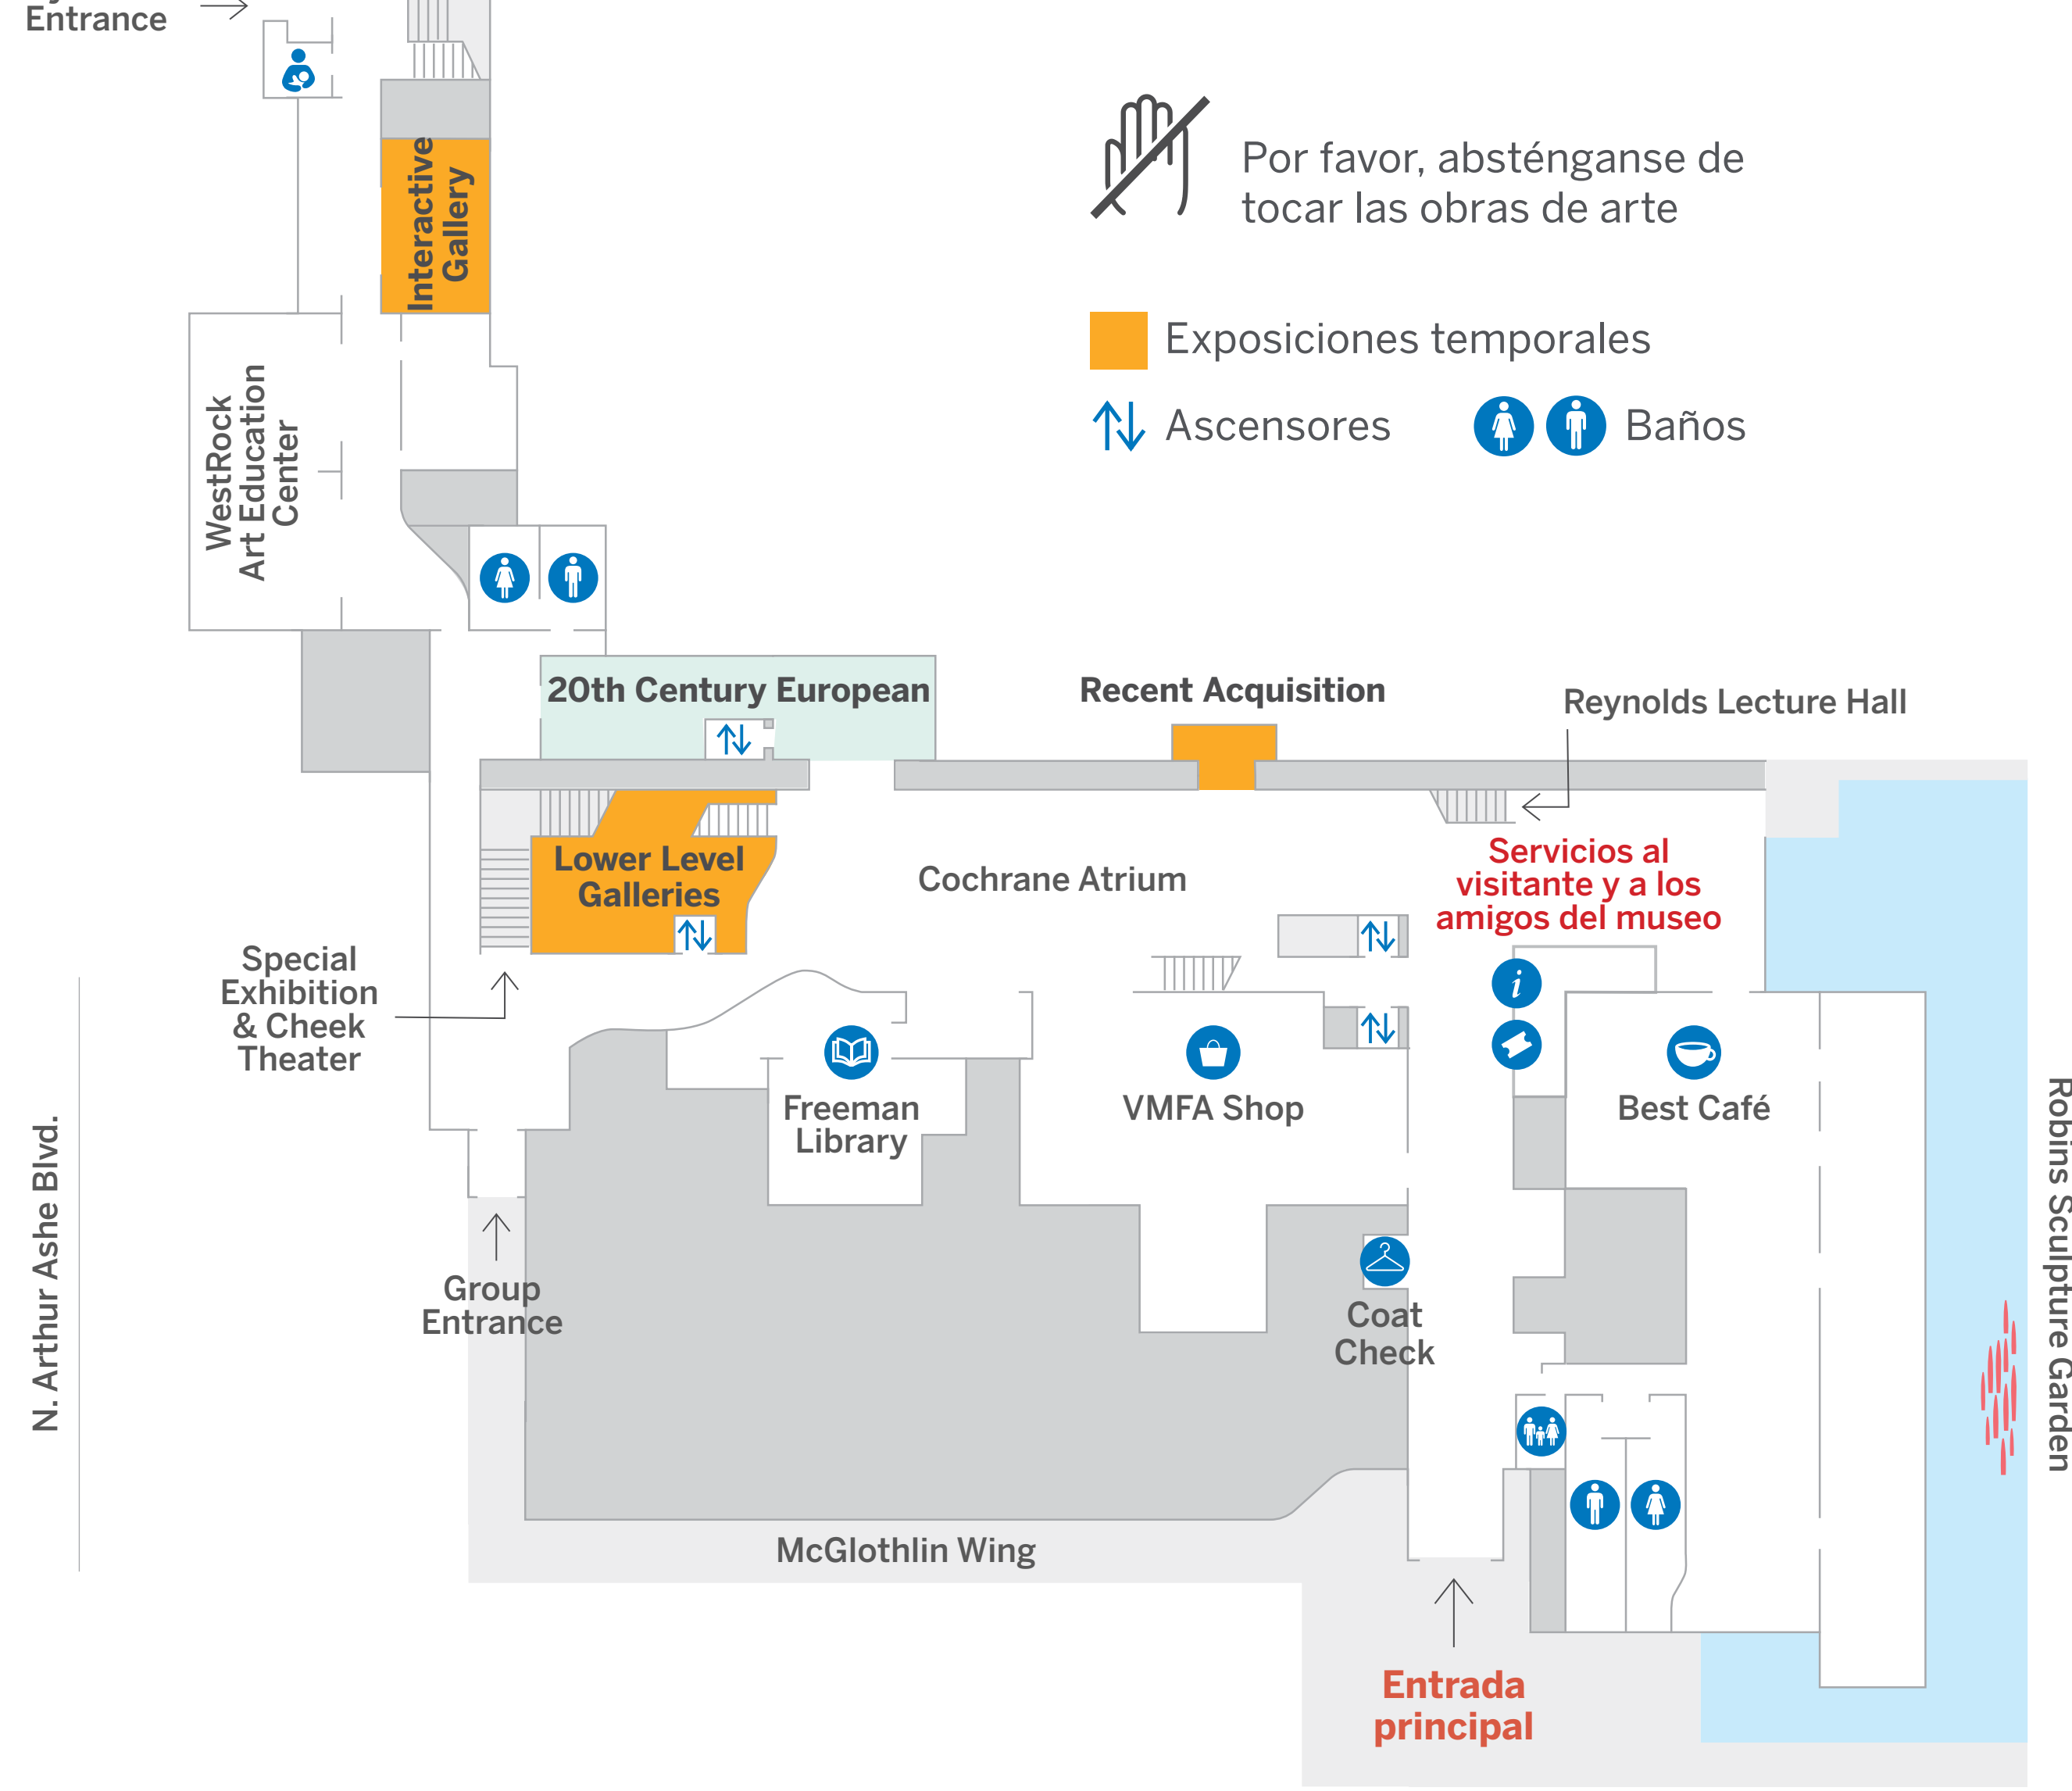 Entrance
Por favor, absténganse de
tocar las obras de arte
Interactive
Gallery
Exposiciones temporales
Ascensores
Baños
WestRock
Art Education
Center
20th Century European
Recent Acquisition
Reynolds Lecture Hall
Lower Level
Galleries
Cochrane Atrium
Servicios al
visitante y a los
amigos del museo
Special
Exhibition
& Cheek
Theater
i
Freeman
Library
VMFA Shop
Best Café
N. Arthur Ashe Blvd.
Robins Sculpture Garden
Group
Entrance
Coat
Check
McGlothlin Wing
Entrada
principal